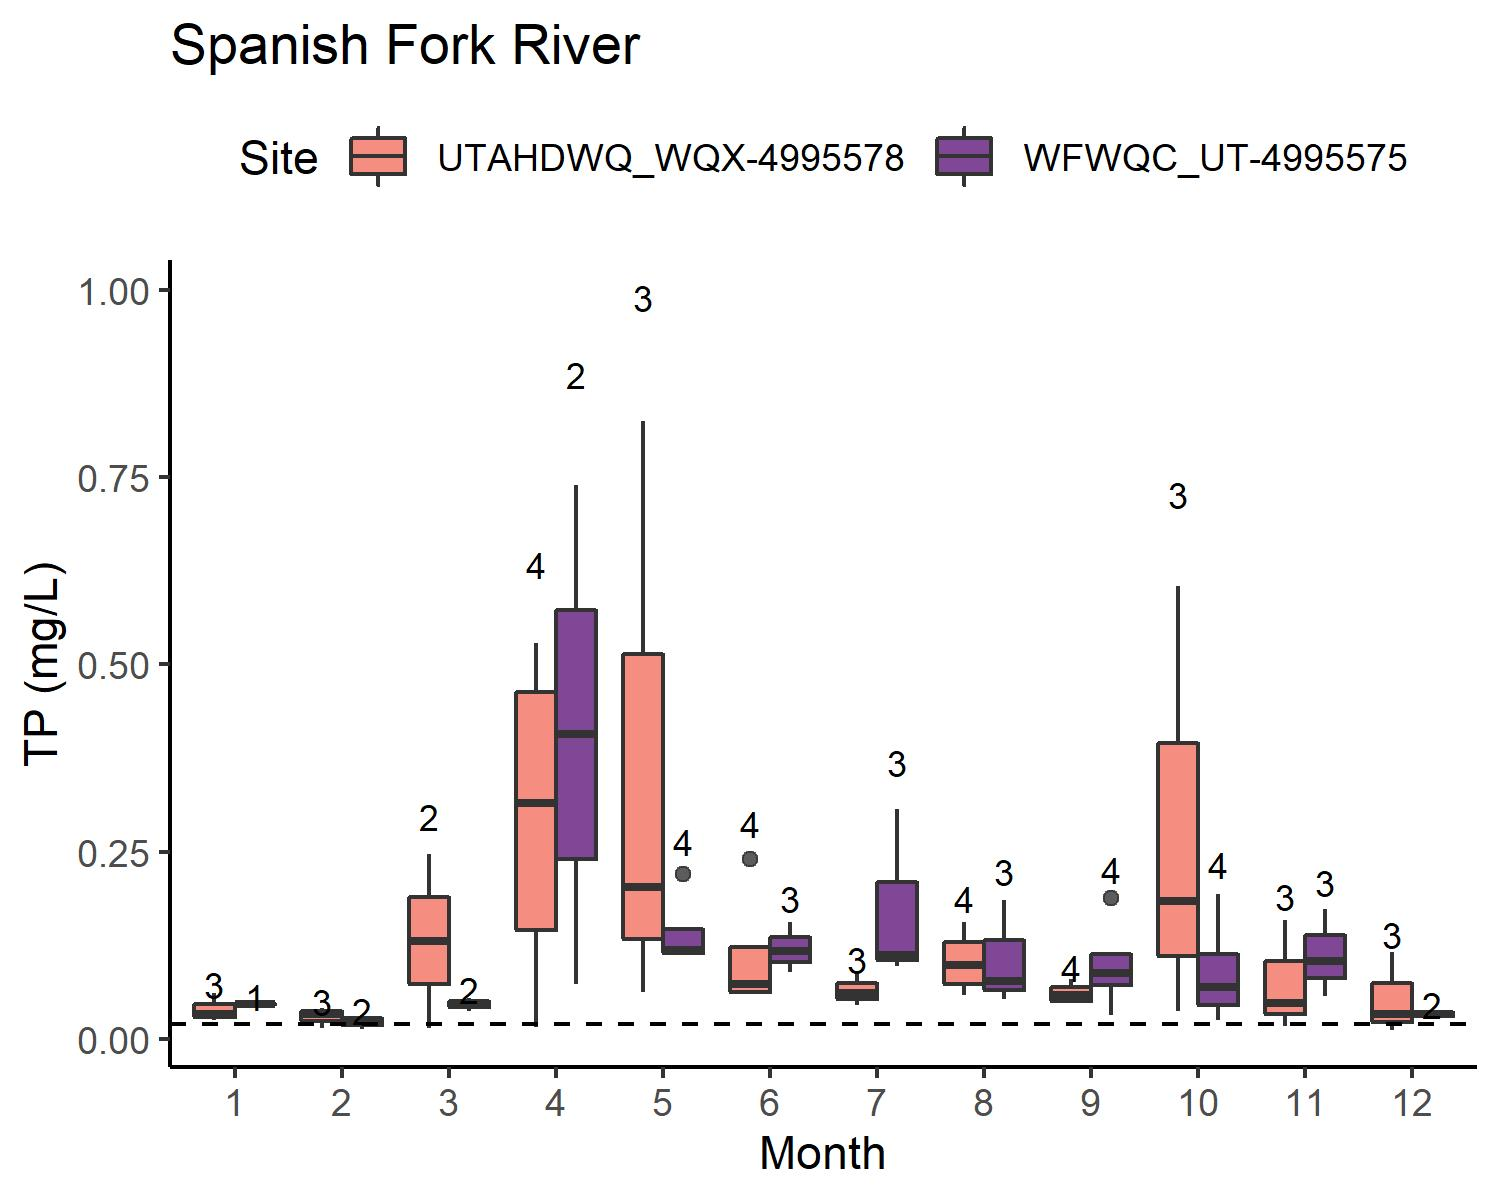 Spanish Fork River
Site UTAHDWQ_WQX-4995578 WFWQC_UT-4995575
1.00
0.75
0.50
0.25
0.00
TP (mg/L)
3 1 3 2 2 2 4 2 3 4 4 3 3 3 4 3 4 4 3 4 3 3 3 2
1 2 3 4 5 6 7 8 9 10 11 12
Month